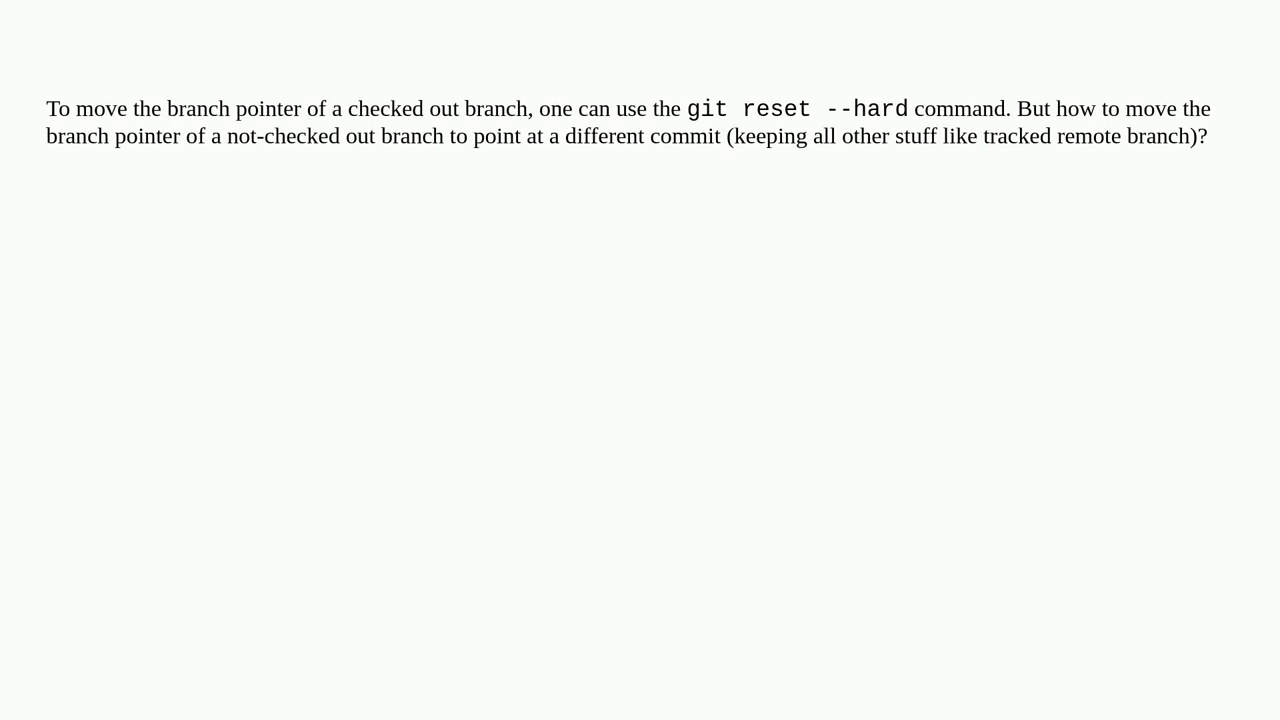 To move the branch pointer of a checked out branch, one can use the git reset --hard command. But how to move the
branch pointer of a not-checked out branch to point at a different commit (keeping all other stuff like tracked remote branch)?